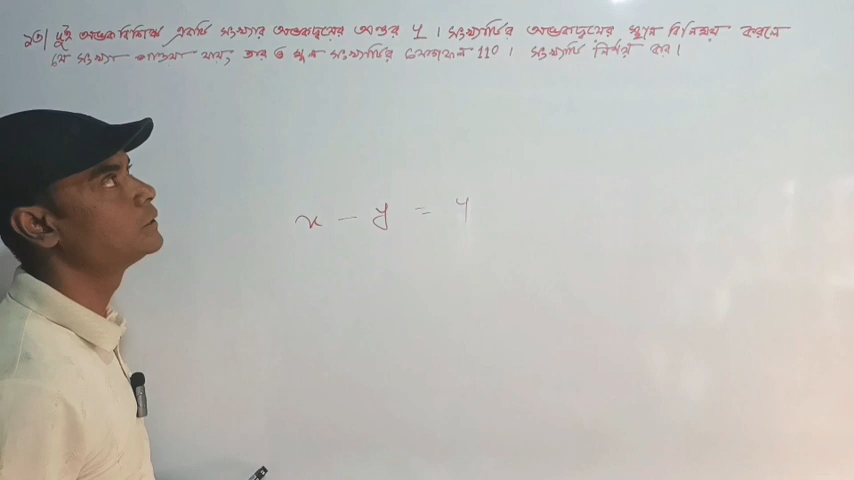 ১৩| দুই অঙ্কবিশিষ্ট একটি সংখ্যার অঙ্কদ্বয়ের অন্তর 4। সংখ্যাটির অঙ্কদ্বয়ের স্থান বিনিময় করলে
যে সংখ্যা পাওয়া যায়, তার ও মূল সংখ্যাটির যোগফল 110। সংখ্যাটি নির্ণয় কর।
x - y = 4